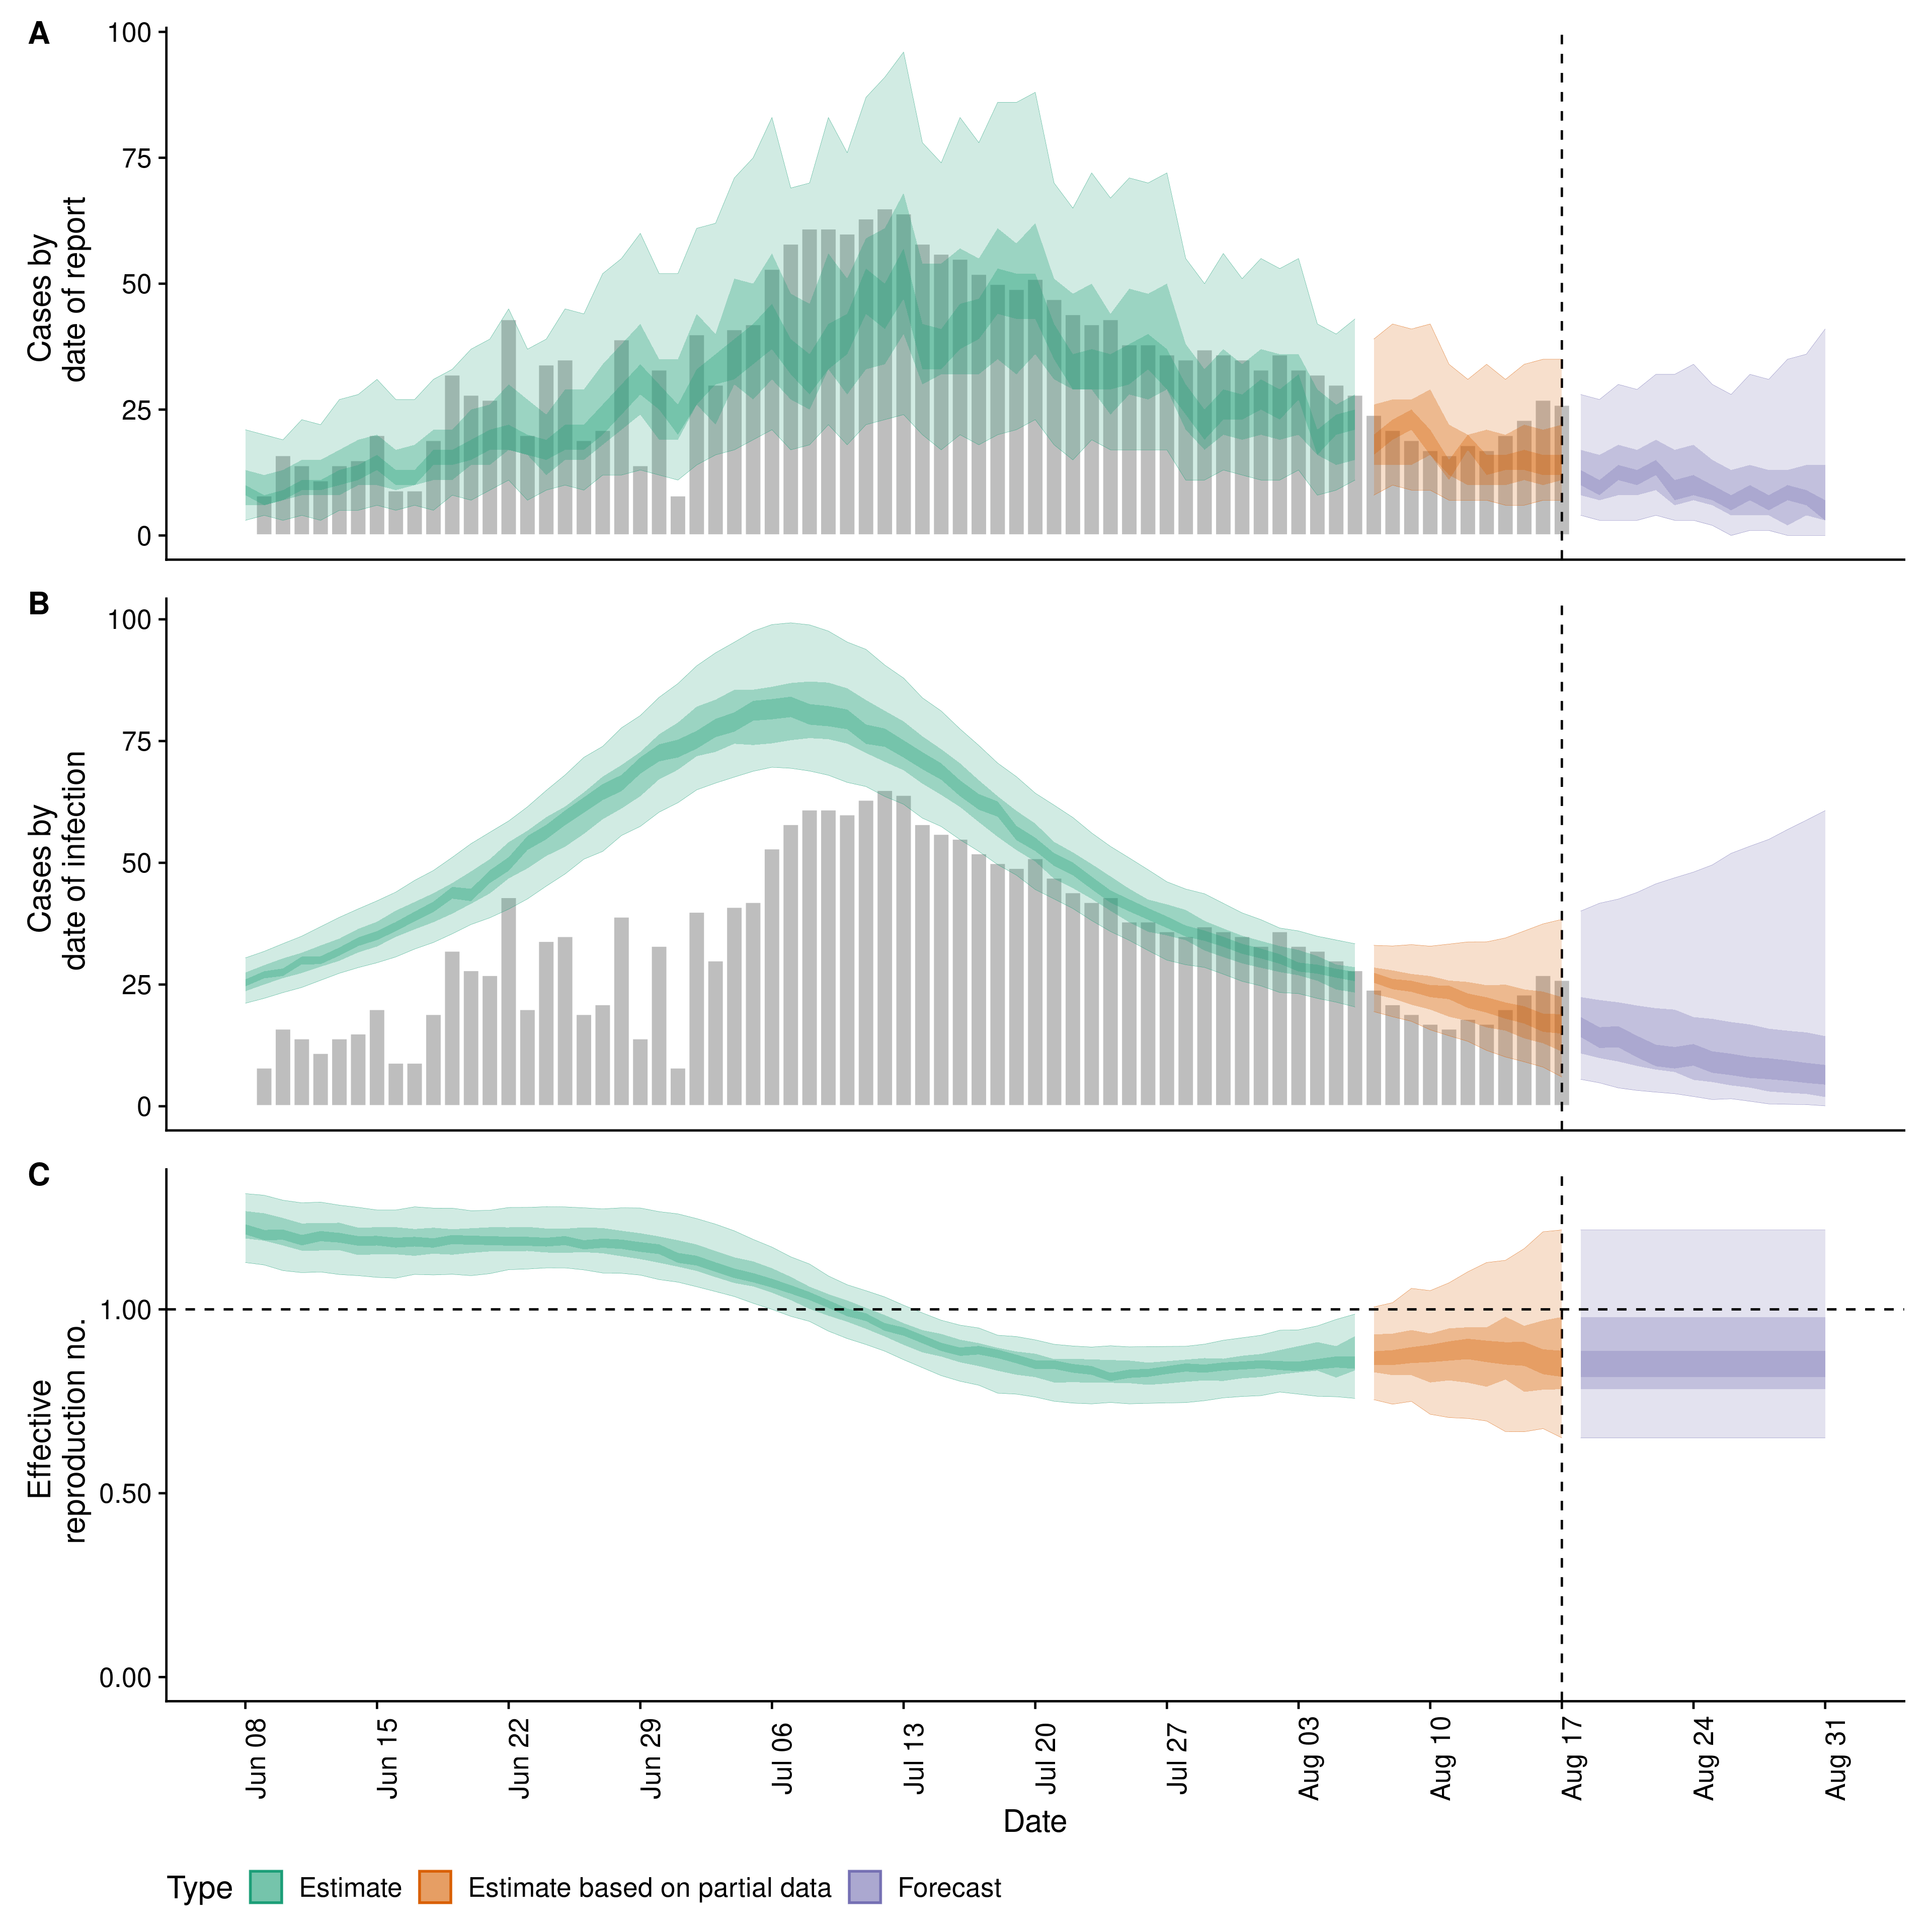 A
100
75
50
25
0
Cases by
date of report
B
100
75
50
25
0
Cases by
date of infection
C
1.00
0.50
0.00
Effective
reproduction no.
Jun 08
Jun 15
Jun 22
Jun 29
Jul 06
Jul 13
Jul 20
Jul 27
Aug 03
Aug 10
Aug 17
Aug 24
Aug 31
Date
Type Estimate Estimate based on partial data Forecast